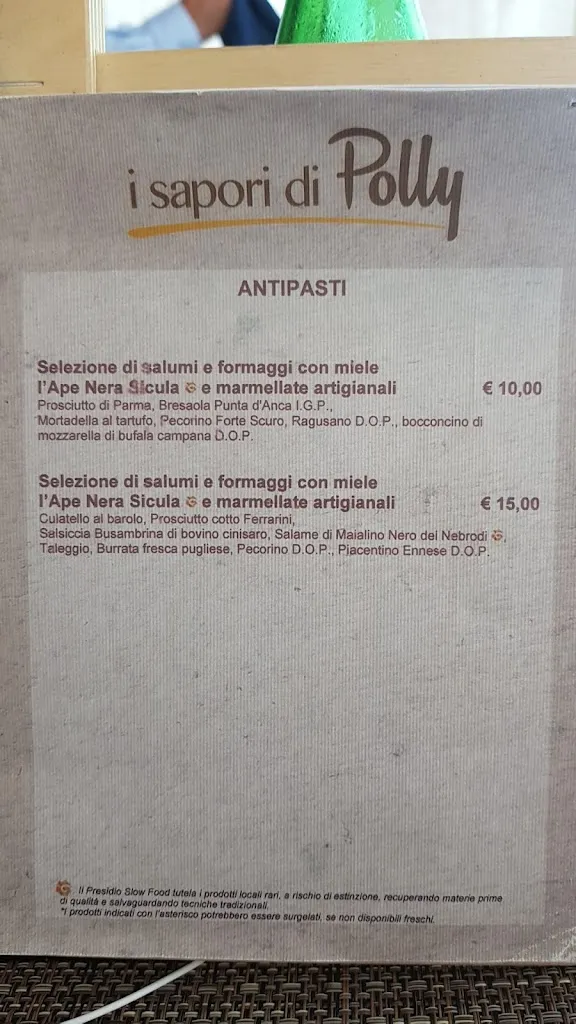 i sapori di Polly
ANTIPASTI
Selezione di salumi e formaggi con miele
l'Ape Nera Sicula e marmellate artigianali € 10,00
Prosciutto di Parma, Bresaola Punta d'Anca I.G.P.,
Mortadella al tartufo, Pecorino Forte Scuro, Ragusano D.O.P., bocconcino di
mozzarella di bufala campana D.O.P.
Selezione di salumi e formaggi con miele
l'Ape Nera Sicula e marmellate artigianali € 15,00
Culatello al barolo, Prosciutto cotto Ferrarini,
Salsiccia Busambrina di bovino cinisaro, Salame di Maialino Nero dei Nebrodi ,
Taleggio, Burrata fresca pugliese, Pecorino D.O.P., Piacentino Ennese D.O.P.
Il Presidio Slow Food tutela i prodotti locali rari, a rischio di estinzione, recuperando materie prime
di qualità e salvaguardando tecniche tradizionali.
*I prodotti indicati con l'asterisco potrebbero essere surgelati, se non disponibili freschi.